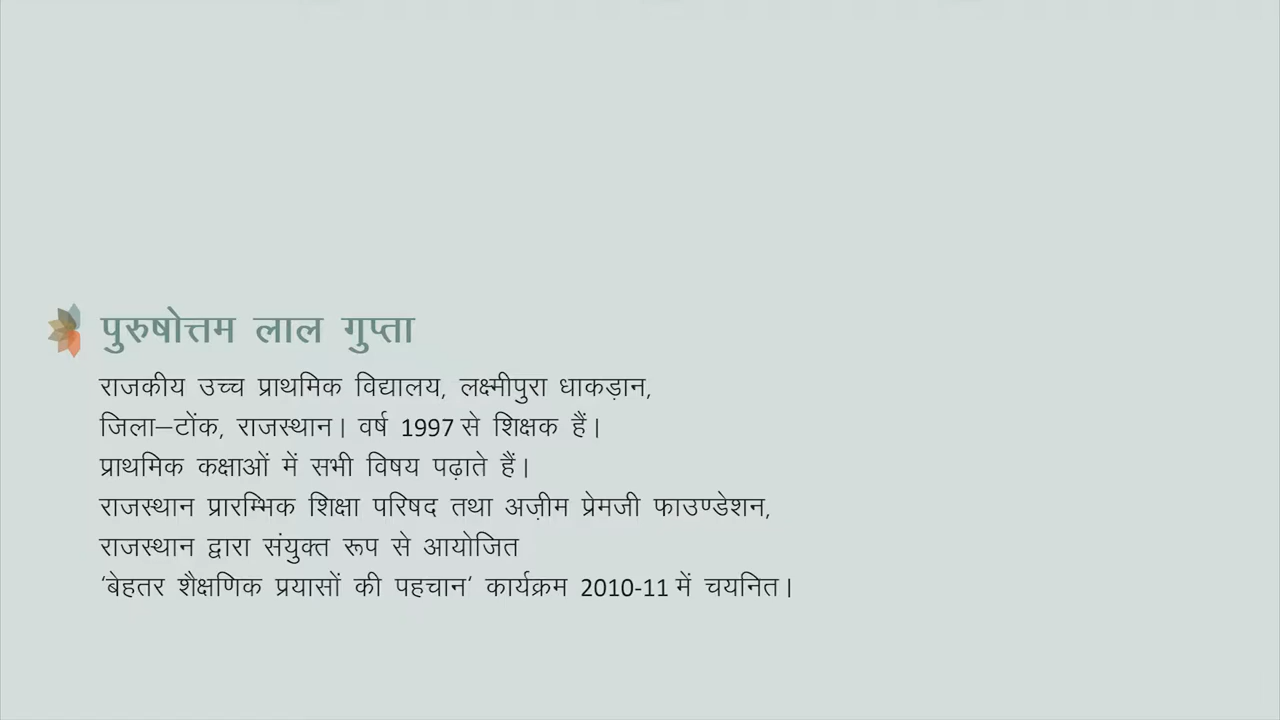 पुरुषोत्तम लाल गुप्ता
राजकीय उच्च प्राथमिक विद्यालय, लक्ष्मीपुरा धाकड़ान,
जिला–टोंक, राजस्थान। वर्ष 1997 से शिक्षक हैं।
प्राथमिक कक्षाओं में सभी विषय पढ़ाते हैं।
राजस्थान प्रारम्भिक शिक्षा परिषद तथा अज़ीम प्रेमजी फाउण्डेशन,
राजस्थान द्वारा संयुक्त रूप से आयोजित
‘बेहतर शैक्षणिक प्रयासों की पहचान’ कार्यक्रम 2010-11 में चयनित।